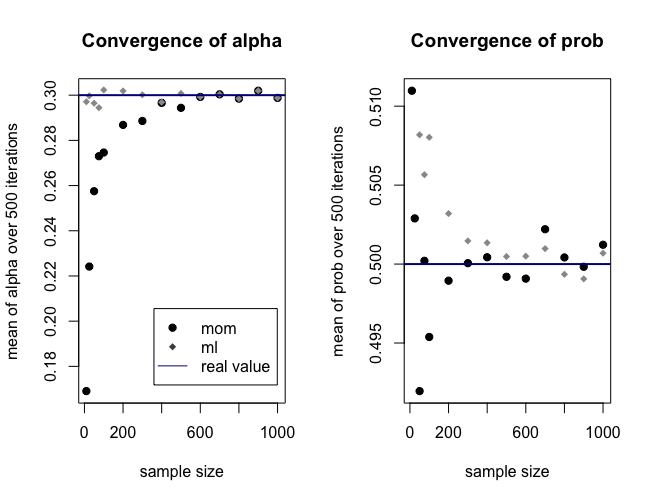 Convergence of alpha
mean of alpha over 500 iterations
0.30
0.28
0.26
0.24
0.22
0.20
0.18
mom
ml
real value
0
200
600
1000
sample size
Convergence of prob
mean of prob over 500 iterations
0.510
0.505
0.500
0.495
0
200
600
1000
sample size